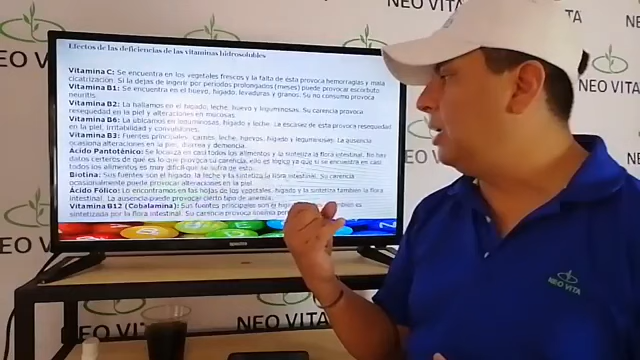 NEO VITA
Efectos de las deficiencias de las vitaminas hidrosolubles
Vitamina C: Se encuentra en los vegetales frescos y la falta de ésta provoca hemorragias y mala
cicatrización. Si la dejas de ingerir por periodos prolongados (meses) puede provocar escorbuto.
Vitamina B1: Se encuentra en el huevo, hígado, levaduras y granos. Su no consumo provoca
neuritis.
Vitamina B2: La hallamos en el hígado, leche, huevo y leguminosas. Su carencia provoca
resequedad en la piel y alteraciones en mucosas.
Vitamina B6: La ubicamos en leguminosas, hígado y leche. La escasez de ésta provoca resequedad
en la piel, irritabilidad y convulsiones.
Vitamina B3: Fuentes principales: carnes, leche, huevos, hígado y leguminosas. La ausencia
ocasiona alteraciones en la piel, diarrea y demencia.
Ácido Pantoténico: Se localiza en casi todos los alimentos y la sintetiza la flora intestinal. No hay
datos certeros de qué es lo que provoca su carencia, ello es lógico ya que si se encuentra en casi
todos los alimentos es muy difícil que se sufra de esto.
Biotina: Sus fuentes son el hígado, la leche y la sintetiza la flora intestinal. Su carencia
ocasionalmente puede provocar alteraciones en la piel.
Ácido Fólico: Lo encontramos en las hojas de los vegetales, hígado y la sintetiza también la flora
intestinal. La ausencia puede provocar cierto tipo de anemia.
Vitamina B12 (Cobalamina): Sus fuentes principales son el híg también es
sintetizada por la flora intestinal. Su carencia provoca
NEO VITA
NEO VITA
NEO VITA
NEO VITA
NEO VITA